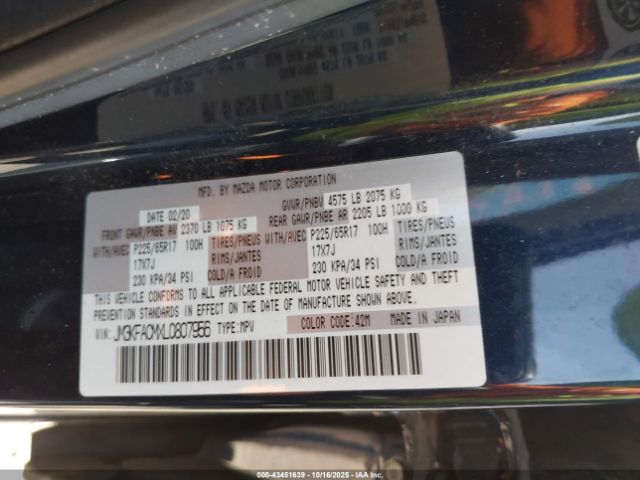 MFD. BY MAZDA MOTOR CORPORATION
DATE 02/20 GVWR/PNBV 4575 LB 2075 KG
FRONT GAWR/PNBE AV 2370 LB 1075 KG REAR GAWR/PNBE AR 2205 LB 1000 KG
WITH/AVEC P225/65R17 100H TIRES/PNEUS WITH/AVEC P225/65R17 100H TIRES/PNEUS
17X7J RIMS/JANTES 17X7J RIMS/JANTES
230 KPA/34 PSI COLD/A FROID 230 KPA/34 PSI COLD/A FROID
THIS VEHICLE CONFORMS TO ALL APPLICABLE FEDERAL MOTOR VEHICLE SAFETY AND THEFT
PREVENTION STANDARDS IN EFFECT ON THE DATE OF MANUFACTURE SHOWN ABOVE.
VIN: JM3KFACMXL0807956 TYPE:MPV COLOR CODE:42M MADE IN JAPAN
000-43451639 - 10/16/2025 - IAAI.com